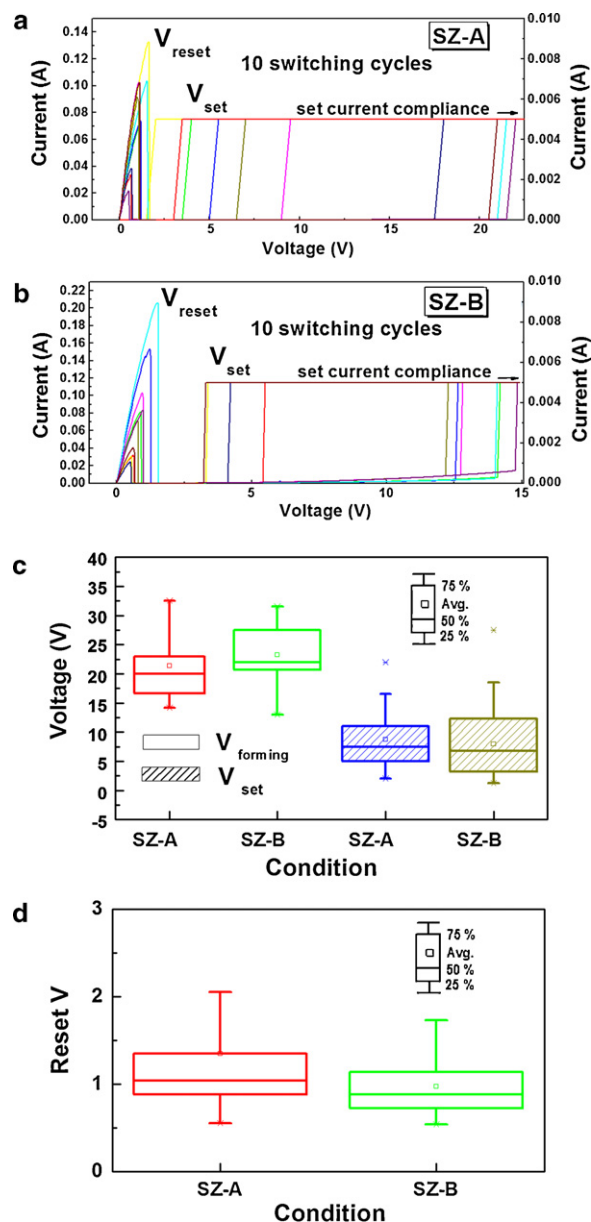 a
SZ-A
V reset
10 switching cycles
V set
set current compliance
Current (A)
0.14
0.12
0.10
0.08
0.06
0.04
0.02
0.00
0.010
0.008
0.006
0.004
0.002
0.000
Current (A)
0 5 10 15 20
Voltage (V)
b
SZ-B
V reset
10 switching cycles
V set
set current compliance
Current (A)
0.22
0.20
0.18
0.16
0.14
0.12
0.10
0.08
0.06
0.04
0.02
0.00
0.010
0.008
0.006
0.004
0.002
0.000
Current (A)
0 5 10 15
Voltage (V)
c
Voltage (V)
40
35
30
25
20
15
10
5
0
-5
75 %
Avg.
50 %
25 %
V forming
V set
SZ-A SZ-B SZ-A SZ-B
Condition
d
Reset V
3
2
1
0
75 %
Avg.
50 %
25 %
SZ-A SZ-B
Condition